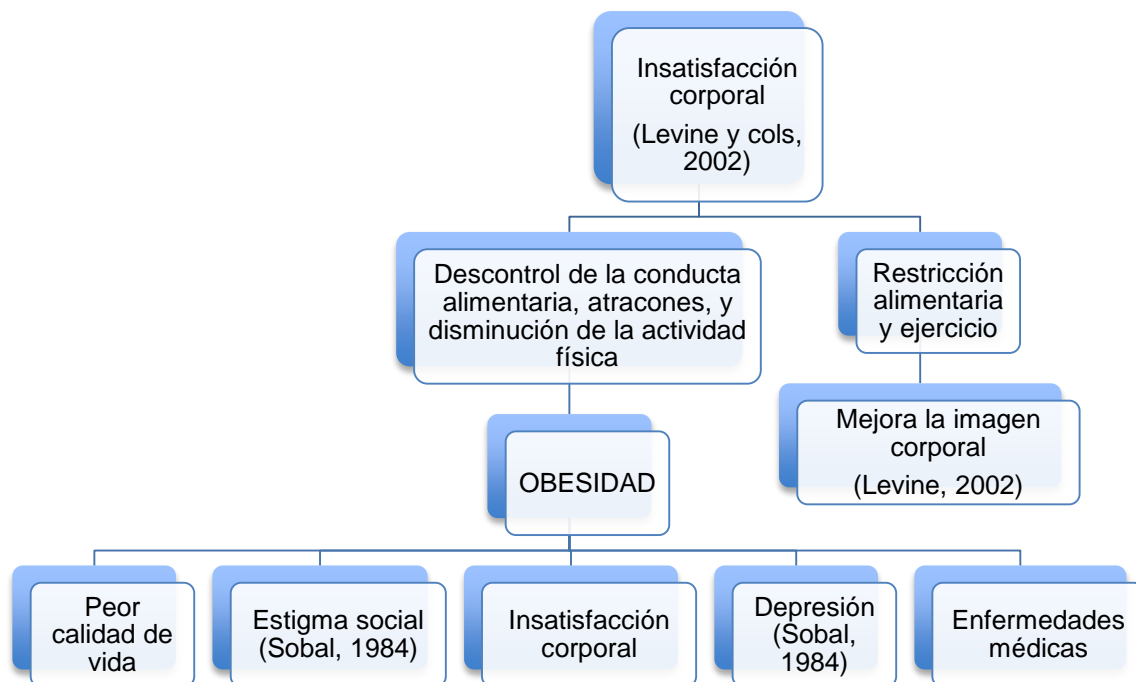 Insatisfacción
corporal
(Levine y cols,
2002)
Descontrol de la conducta
alimentaria, atracones, y
disminución de la actividad
física
Restricción
alimentaria
y ejercicio
OBESIDAD
Mejora la imagen
corporal
(Levine, 2002)
Peor
calidad de
vida
Estigma social
(Sobal, 1984)
Insatisfacción
corporal
Depresión
(Sobal,
1984)
Enfermedades
médicas